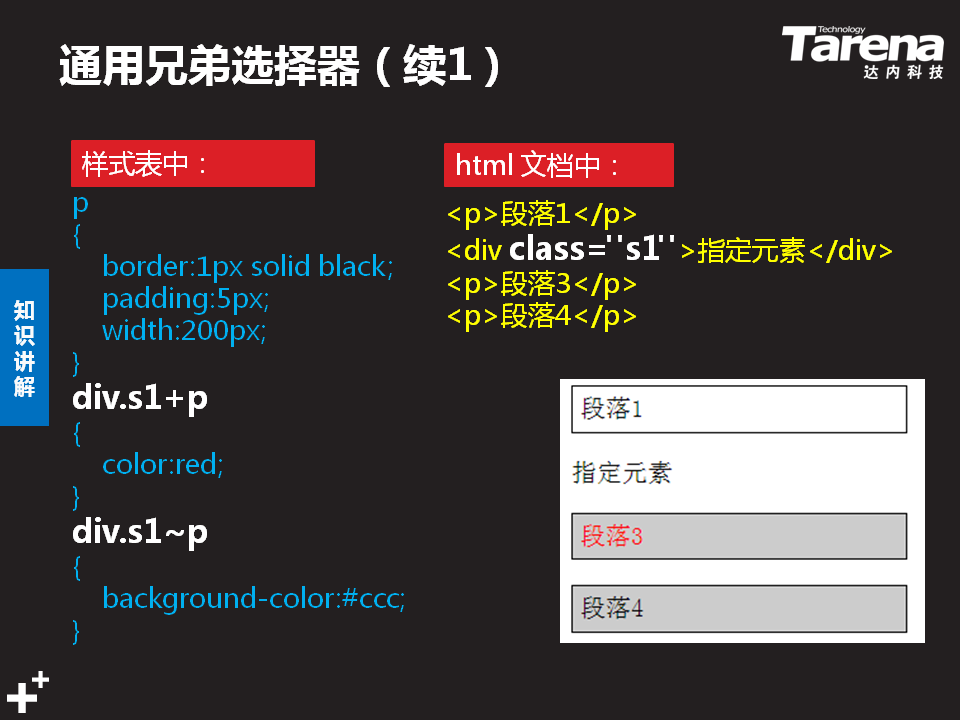 通用兄弟选择器（续1）
Technology
Tarena
达内科技
样式表中：
p
{
border:1px solid black;
padding:5px;
width:200px;
}
div.s1+p
{
color:red;
}
div.s1~p
{
background-color:#ccc;
}
html 文档中：
<p>段落1</p>
<div class=''s1''>指定元素</div>
<p>段落3</p>
<p>段落4</p>
段落1
指定元素
段落3
段落4
知识讲解